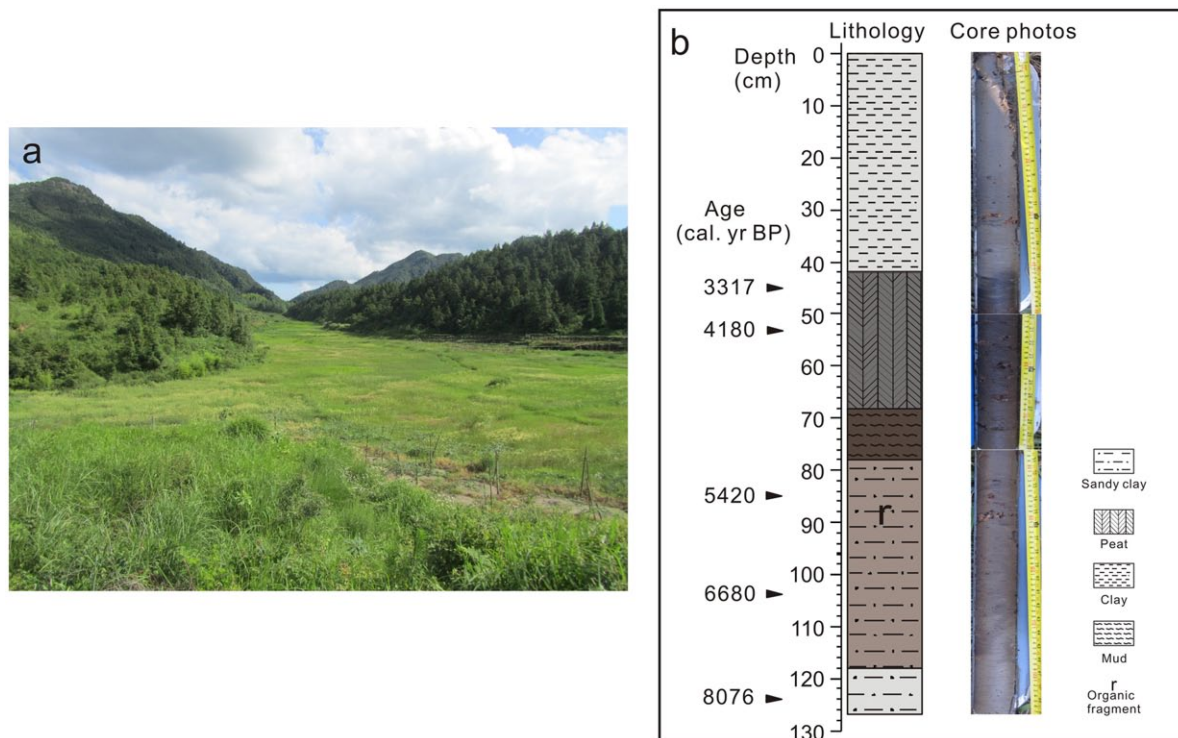 a
b
Lithology
Core photos
Depth
(cm)
0
10
20
30
40
50
60
70
80
90
100
110
120
130
Age
(cal. yr BP)
3317
4180
5420
6680
8076
r
Sandy clay
Peat
Clay
Mud
r
Organic
fragment